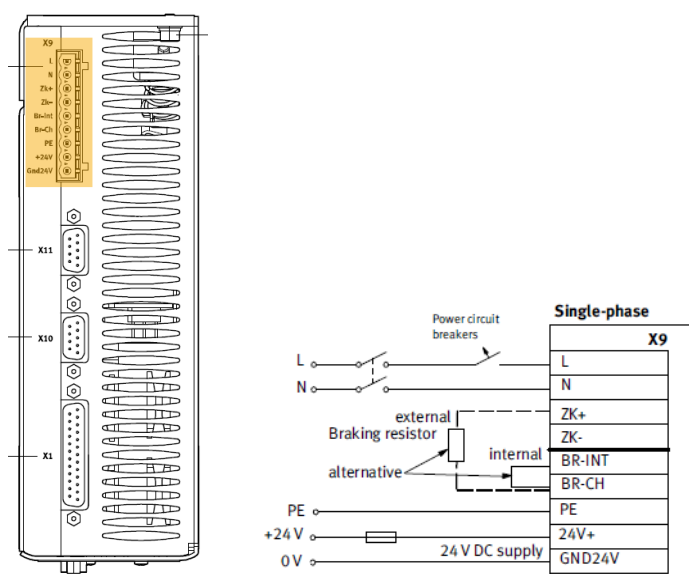 X9
L
N
Zk+
Zk-
Br-Int
Br-Ch
PE
+24V
Gnd24V
X11
X10
X1
Single-phase
Power circuit
breakers
X9
L
L
N
N
external
ZK+
Braking resistor
ZK-
internal
BR-INT
alternative
BR-CH
PE
PE
+24 V
24V+
24 V DC supply
0 V
GND24V